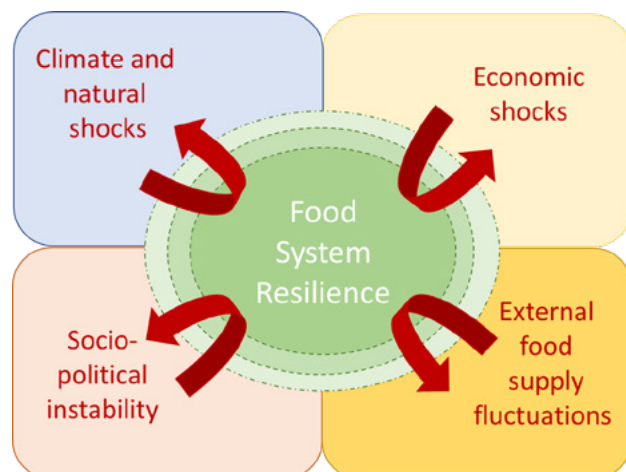 Climate and
natural
shocks
Economic
shocks
Food
System
Resilience
Socio-
political
instability
External
food
supply
fluctuations